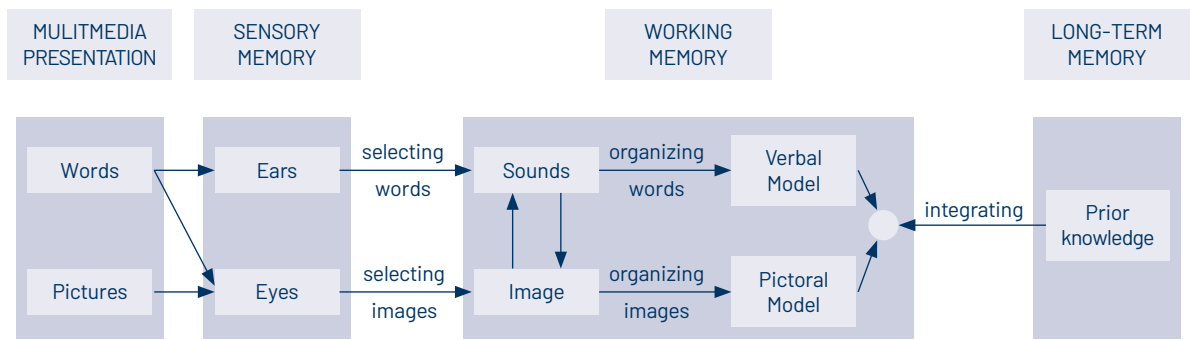 MULITMEDIA
PRESENTATION
SENSORY
MEMORY
WORKING
MEMORY
LONG-TERM
MEMORY
Words
Ears
selecting
words
Sounds
organizing
words
Verbal
Model
integrating
Prior
knowledge
Pictures
Eyes
selecting
images
Image
organizing
images
Pictoral
Model